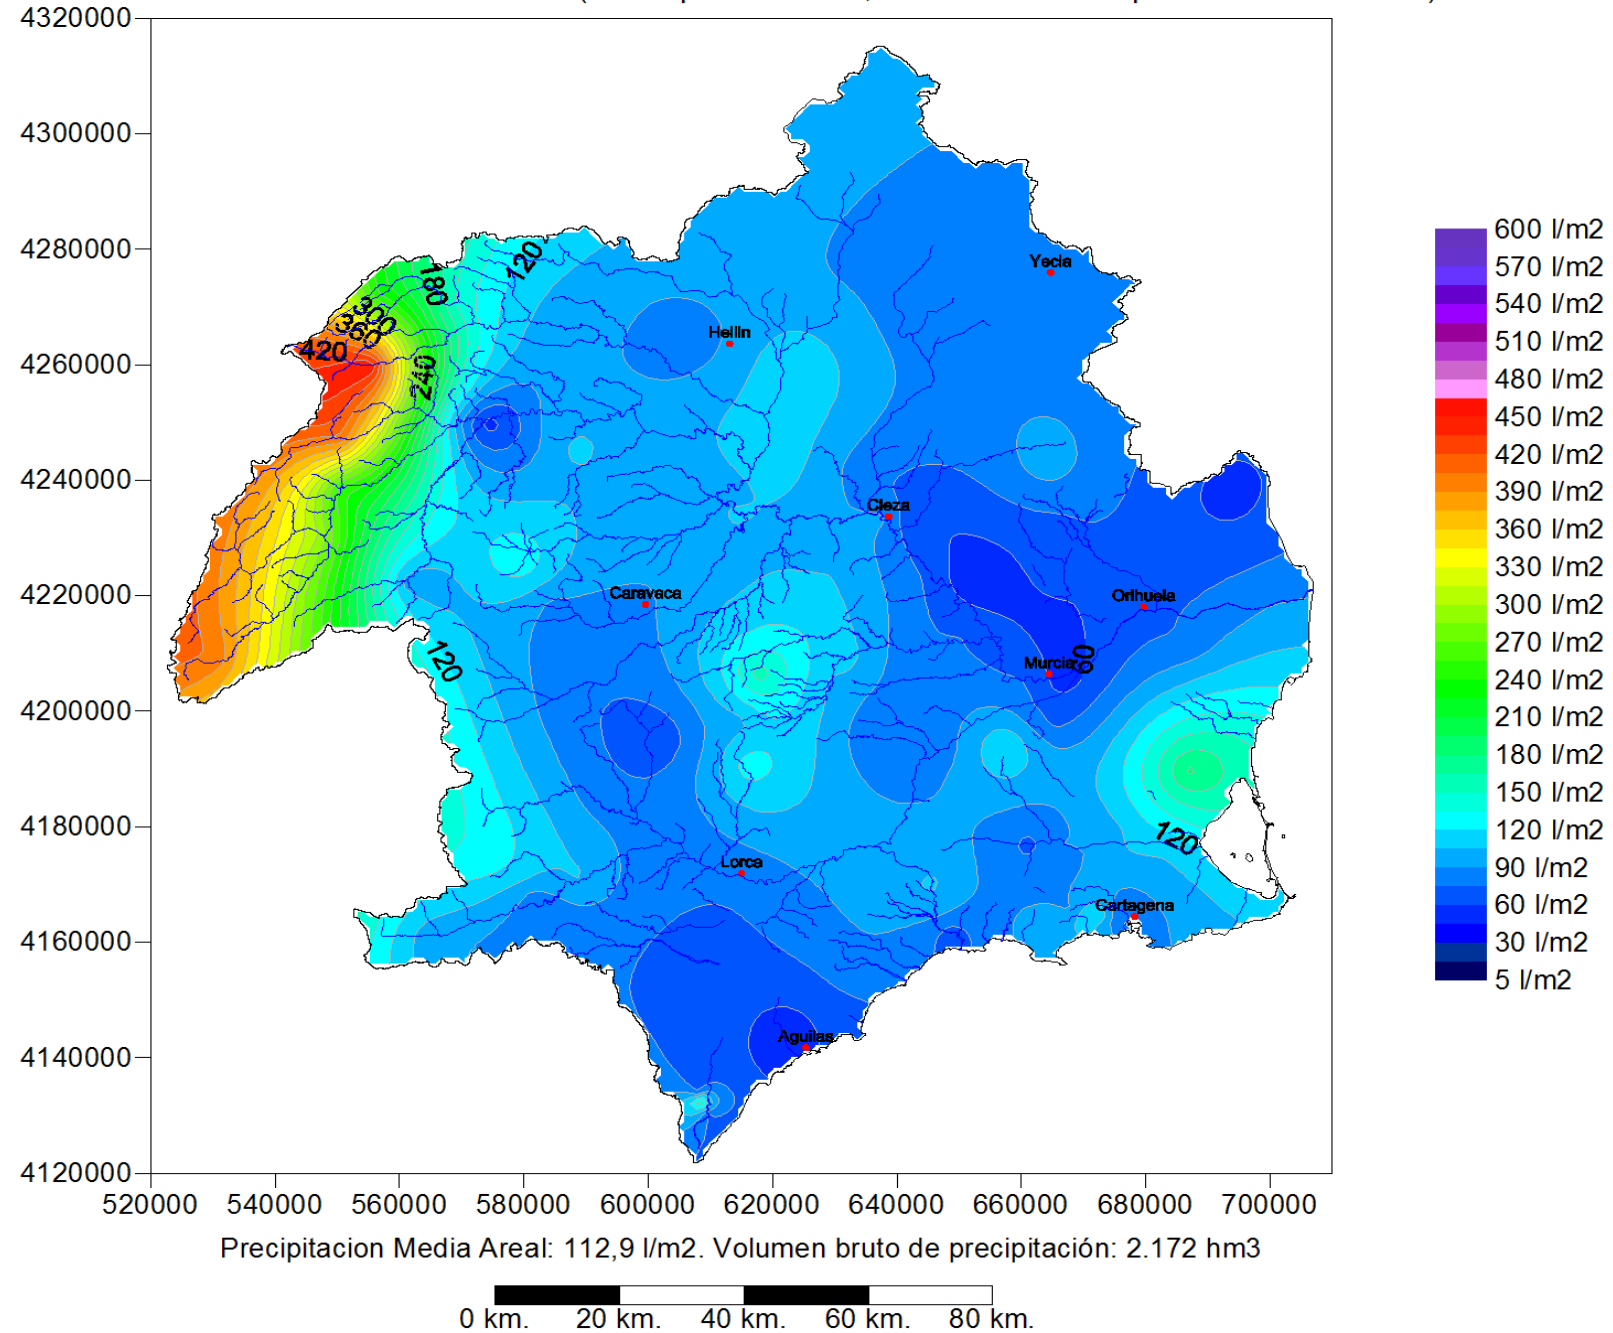 4320000
4300000
4280000
4260000
4240000
4220000
4200000
4180000
4160000
4140000
4120000
520000 540000 560000 580000 600000 620000 640000 660000 680000 700000
120
180
300
360
420
240
120
60
120
Yecla
Hellin
Cieza
Caravaca
Orihuela
Murcia
Lorca
Cartagena
Aguilas
600 l/m2
570 l/m2
540 l/m2
510 l/m2
480 l/m2
450 l/m2
420 l/m2
390 l/m2
360 l/m2
330 l/m2
300 l/m2
270 l/m2
240 l/m2
210 l/m2
180 l/m2
150 l/m2
120 l/m2
90 l/m2
60 l/m2
30 l/m2
5 l/m2
Precipitacion Media Areal: 112,9 l/m2. Volumen bruto de precipitación: 2.172 hm3
0 km. 20 km. 40 km. 60 km. 80 km.